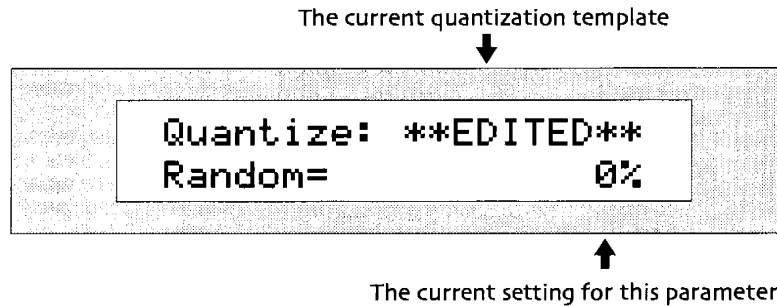 The current quantization template
Quantize: **EDITED**
Random= 0%
The current setting for this parameter